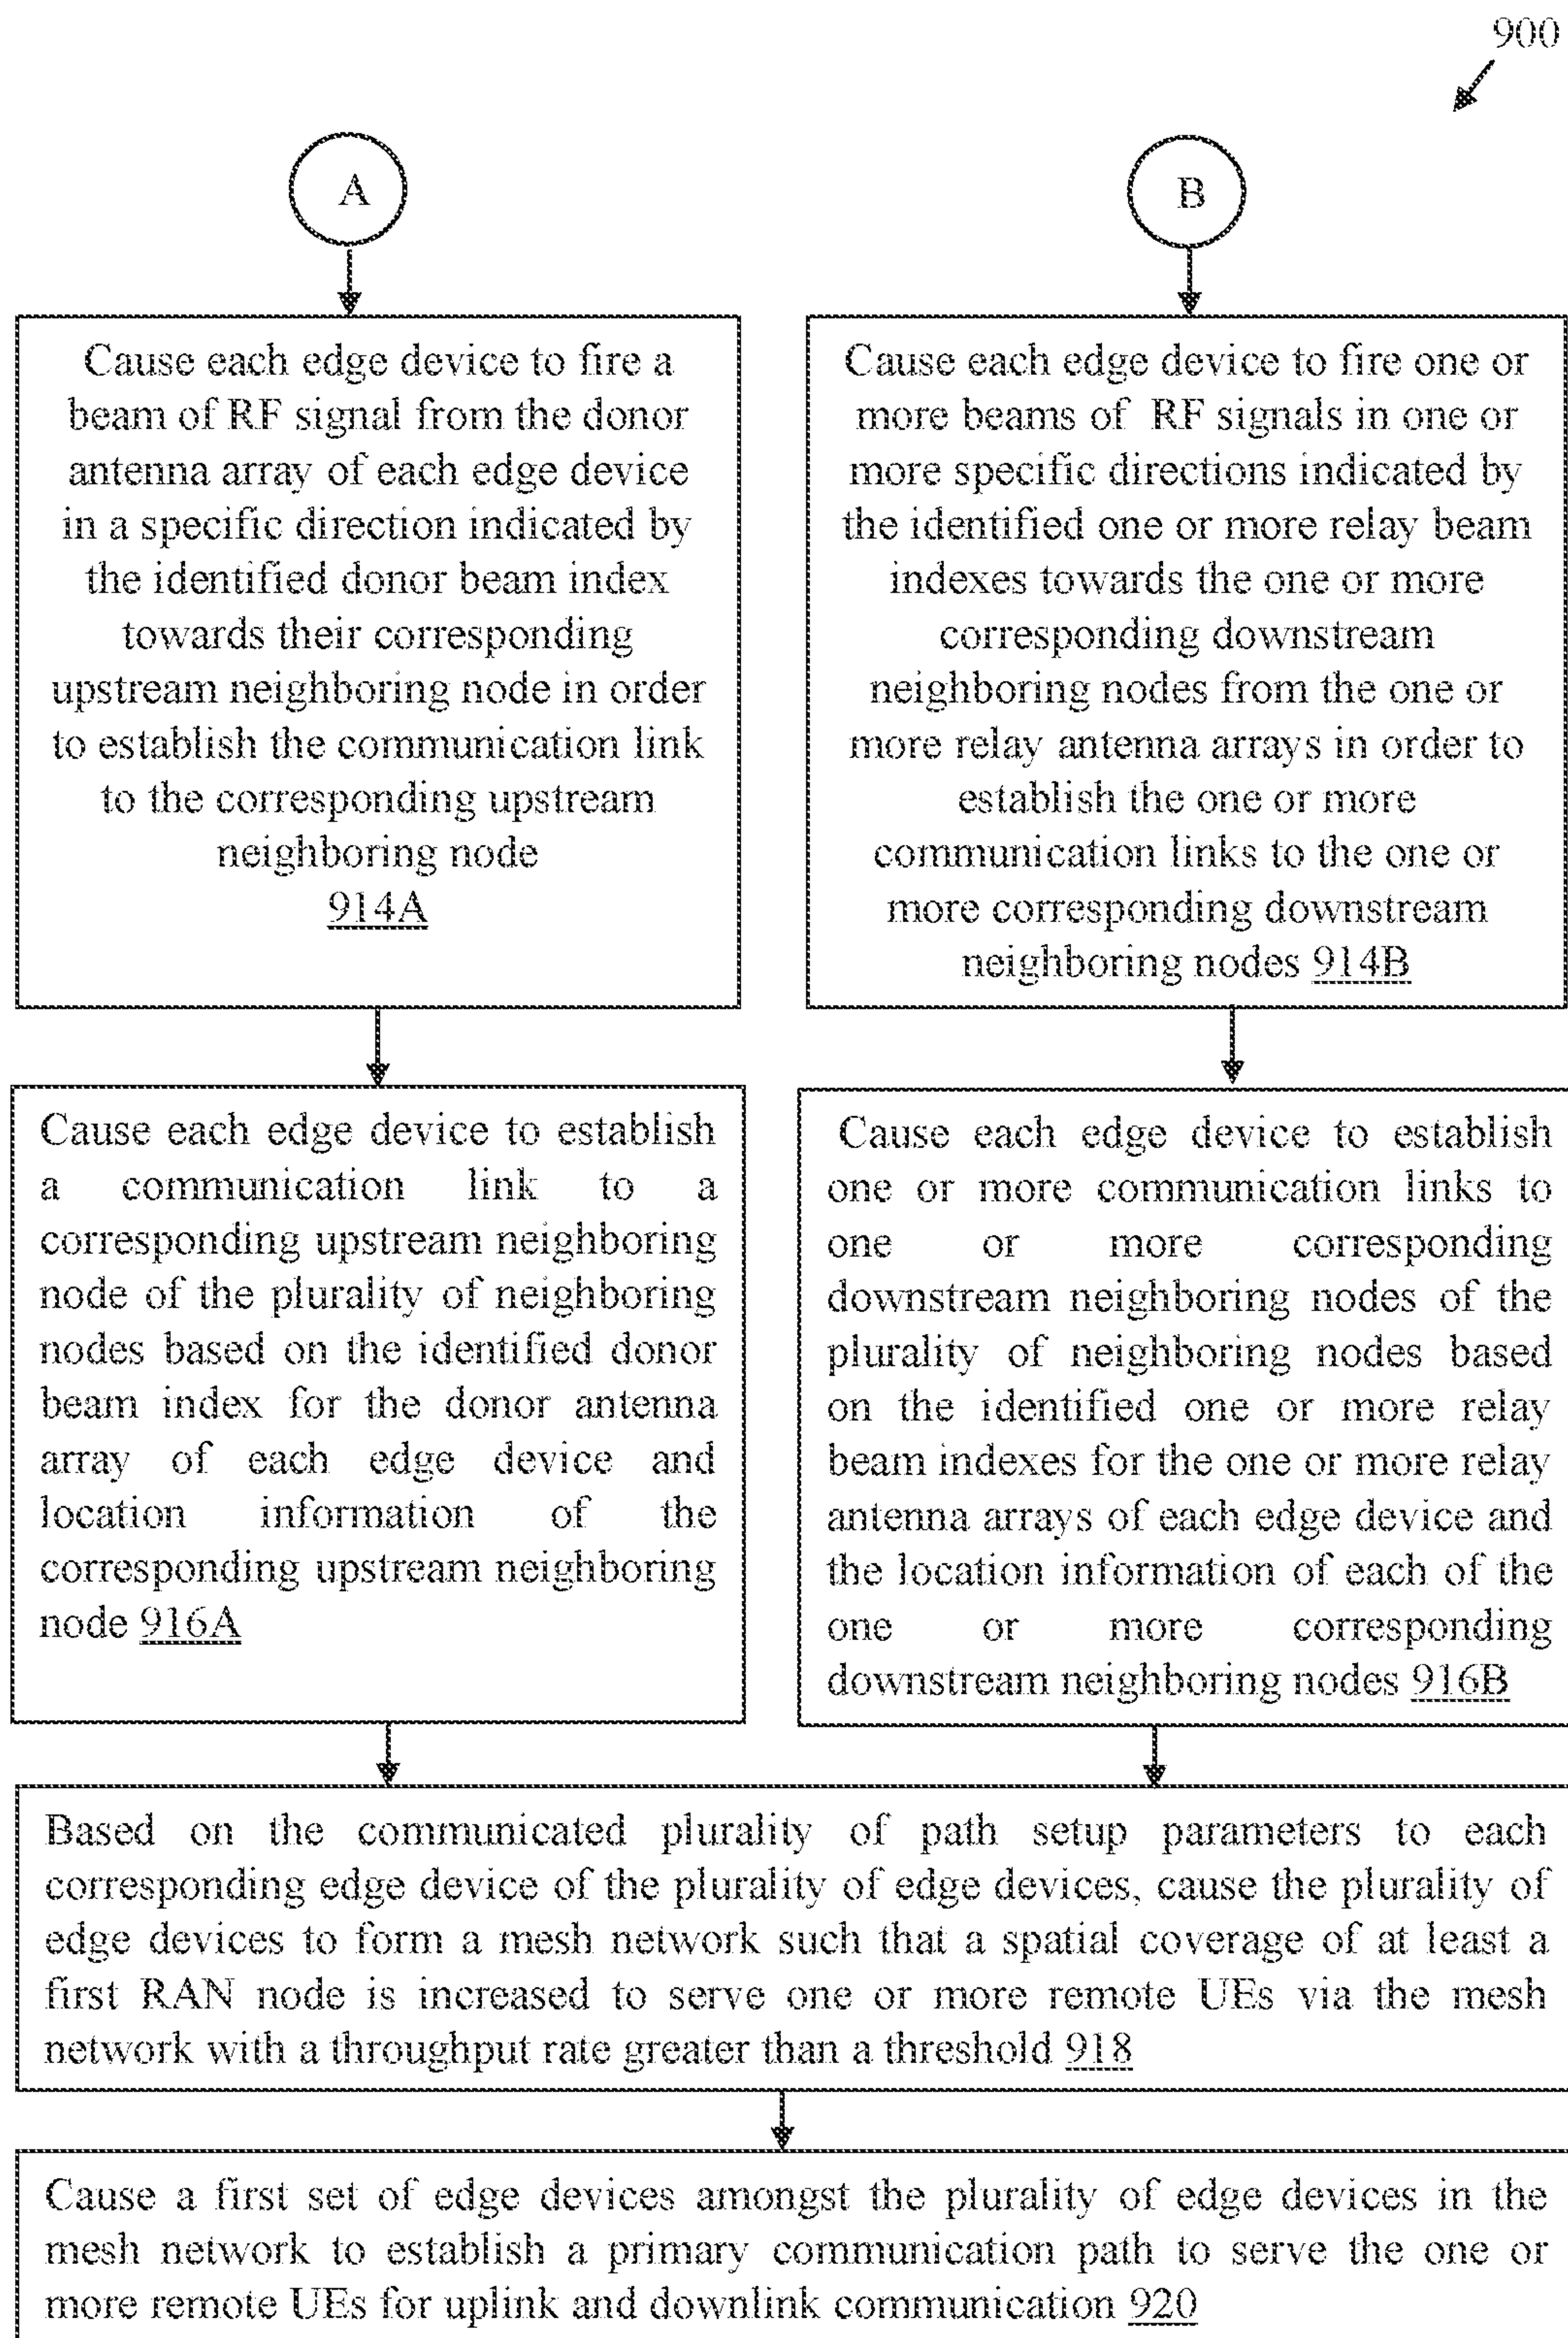 900
A
B
Cause each edge device to fire a
beam of RF signal from the donor
antenna array of each edge device
in a specific direction indicated by
the identified donor beam index
towards their corresponding
upstream neighboring node in order
to establish the communication link
to the corresponding upstream
neighboring node
914A
Cause each edge device to fire one or
more beams of RF signals in one or
more specific directions indicated by
the identified one or more relay beam
indexes towards the one or more
corresponding downstream
neighboring nodes from the one or
more relay antenna arrays in order to
establish the one or more
communication links to the one or
more corresponding downstream
neighboring nodes 914B
Cause each edge device to establish
a communication link to a
corresponding upstream neighboring
node of the plurality of neighboring
nodes based on the identified donor
beam index for the donor antenna
array of each edge device and
location information of the
corresponding upstream neighboring
node 916A
Cause each edge device to establish
one or more communication links to
one or more corresponding
downstream neighboring nodes of the
plurality of neighboring nodes based
on the identified one or more relay
beam indexes for the one or more relay
antenna arrays of each edge device and
the location information of each of the
one or more corresponding
downstream neighboring nodes 916B
Based on the communicated plurality of path setup parameters to each
corresponding edge device of the plurality of edge devices, cause the plurality of
edge devices to form a mesh network such that a spatial coverage of at least a
first RAN node is increased to serve one or more remote UEs via the mesh
network with a throughput rate greater than a threshold 918
Cause a first set of edge devices amongst the plurality of edge devices in the
mesh network to establish a primary communication path to serve the one or
more remote UEs for uplink and downlink communication 920